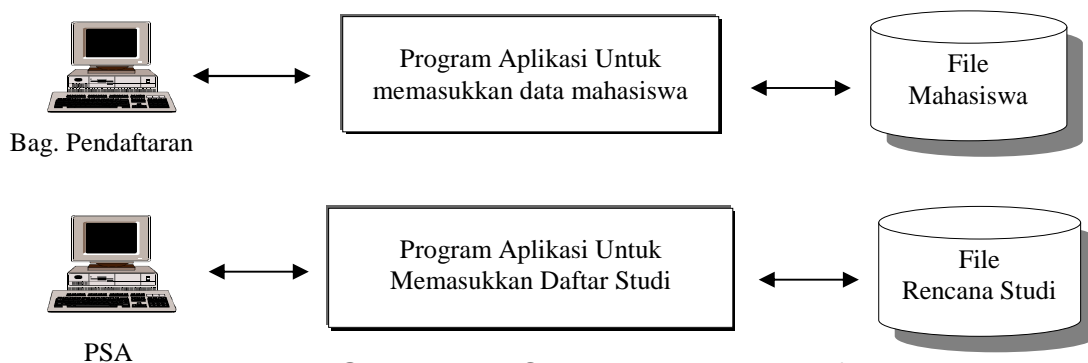 Program Aplikasi Untuk
memasukkan data mahasiswa
File
Mahasiswa
Bag. Pendaftaran
Program Aplikasi Untuk
Memasukkan Daftar Studi
File
Rencana Studi
PSA